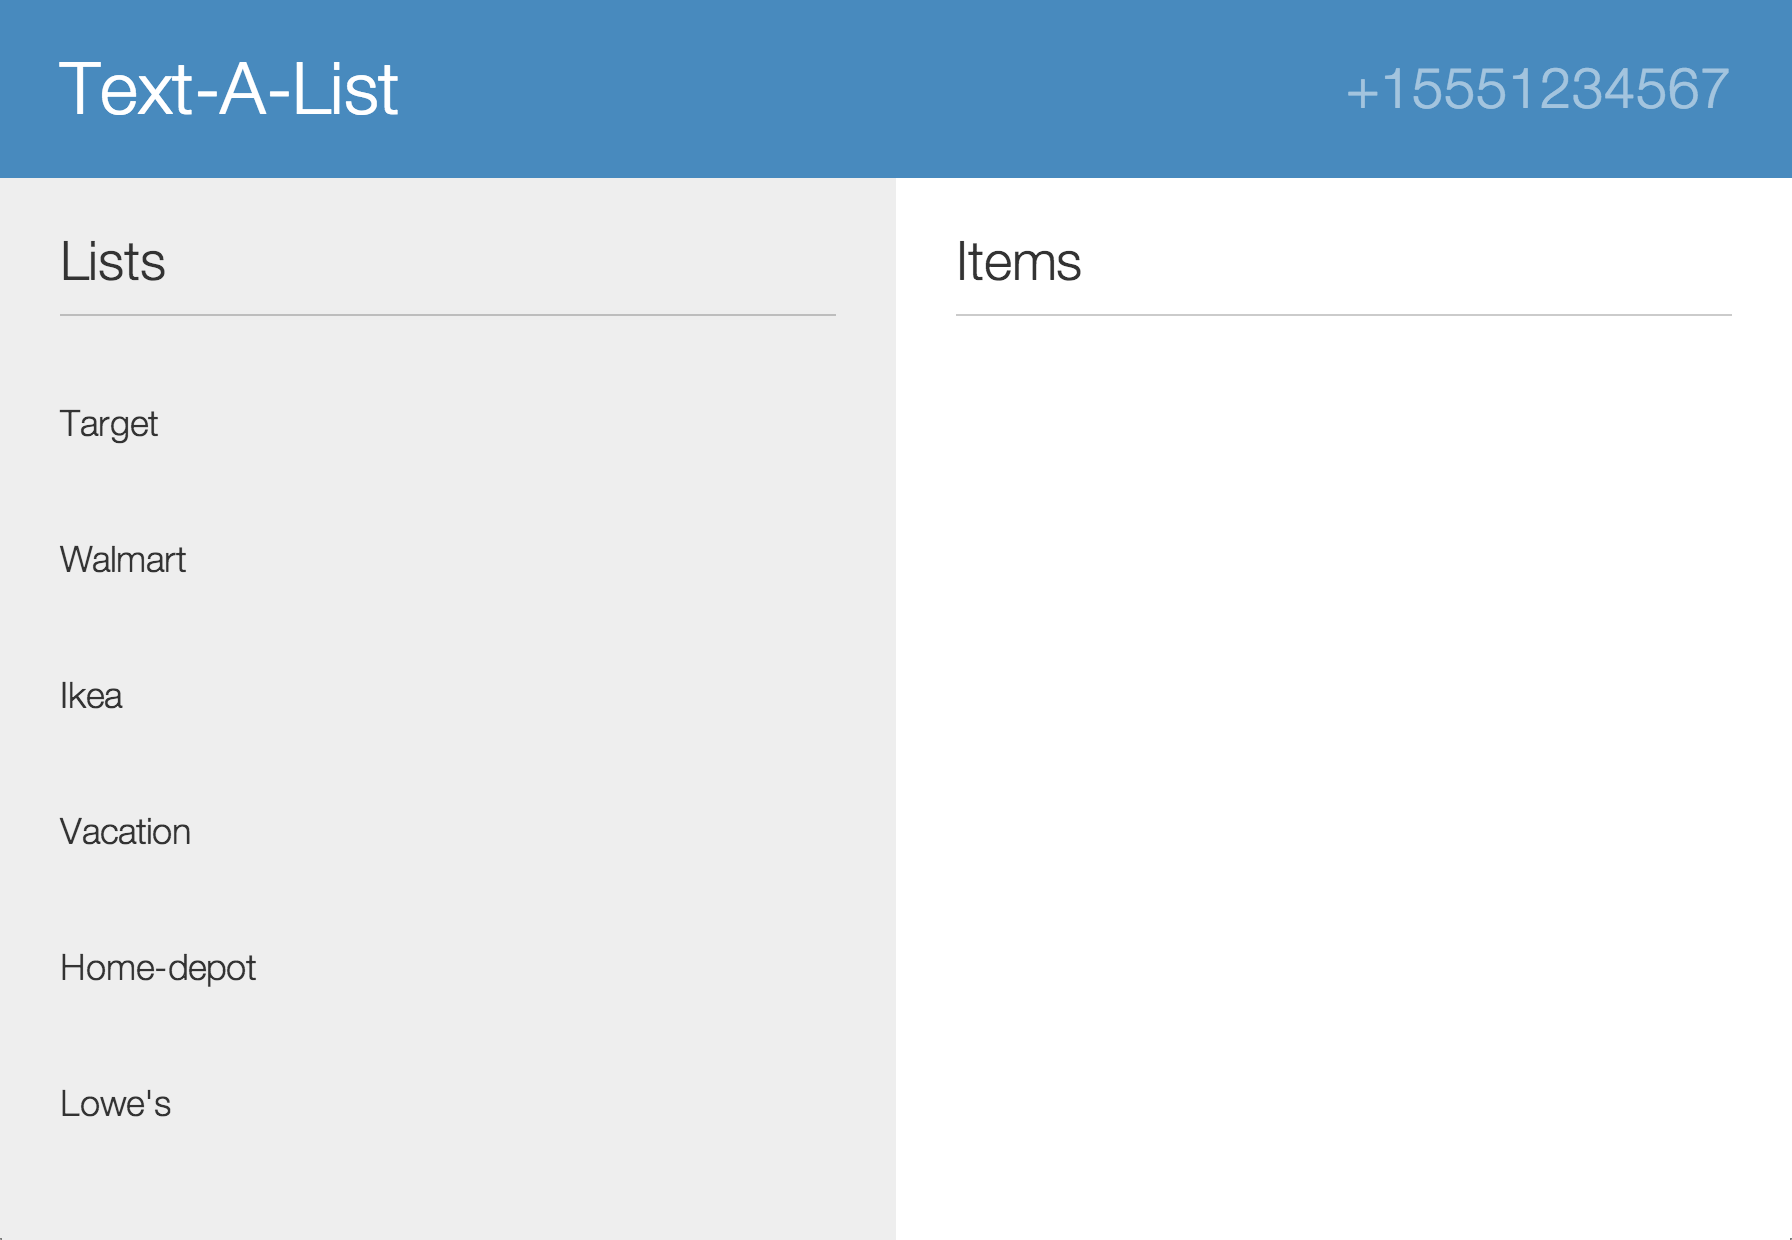 Text-A-List
+15551234567
Lists
Target
Walmart
Ikea
Vacation
Home-depot
Lowe's
Items